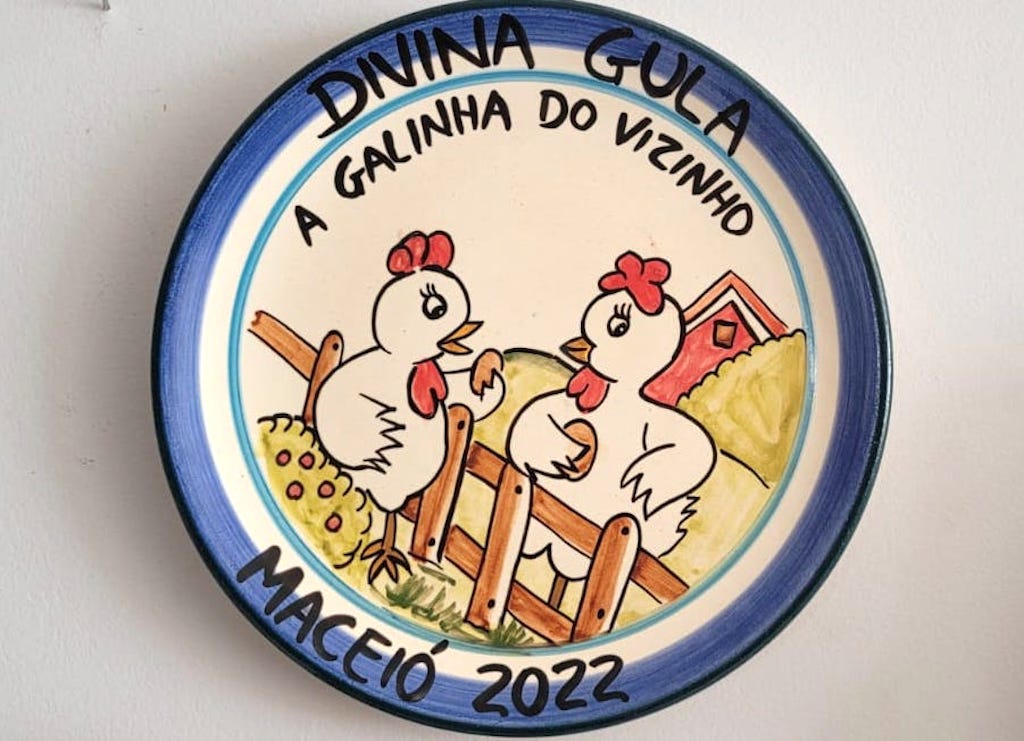 DIVINA GULA
A GALINHA DO VIZINHO
MACEIÓ 2022